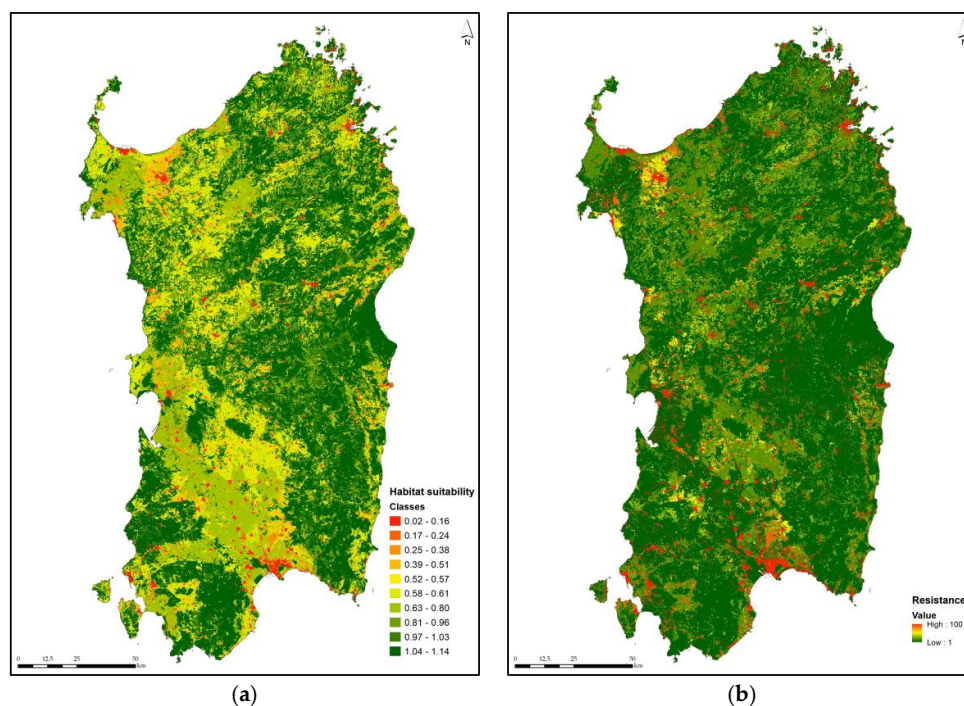 N
Habitat suitability
Classes
0.02 - 0.16
0.17 - 0.24
0.25 - 0.38
0.39 - 0.51
0.52 - 0.57
0.58 - 0.61
0.63 - 0.80
0.81 - 0.96
0.97 - 1.03
1.04 - 1.14
0 12.5 25 50
km
(a)
N
Resistance
Value
High : 100
Low : 1
0 12.5 25 50
km
(b)